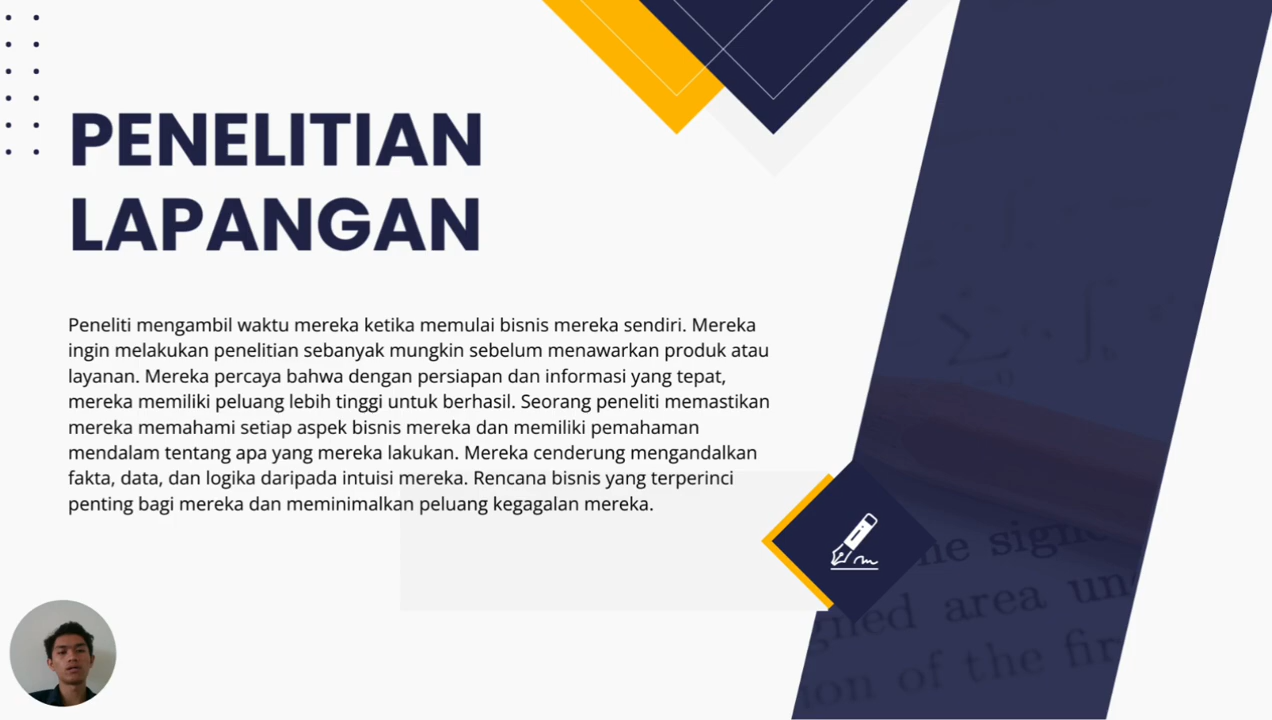 PENELITIAN
LAPANGAN
Peneliti mengambil waktu mereka ketika memulai bisnis mereka sendiri. Mereka
ingin melakukan penelitian sebanyak mungkin sebelum menawarkan produk atau
layanan. Mereka percaya bahwa dengan persiapan dan informasi yang tepat,
mereka memiliki peluang lebih tinggi untuk berhasil. Seorang peneliti memastikan
mereka memahami setiap aspek bisnis mereka dan memiliki pemahaman
mendalam tentang apa yang mereka lakukan. Mereka cenderung mengandalkan
fakta, data, dan logika daripada intuisi mereka. Rencana bisnis yang terperinci
penting bagi mereka dan meminimalkan peluang kegagalan mereka.
area
of the